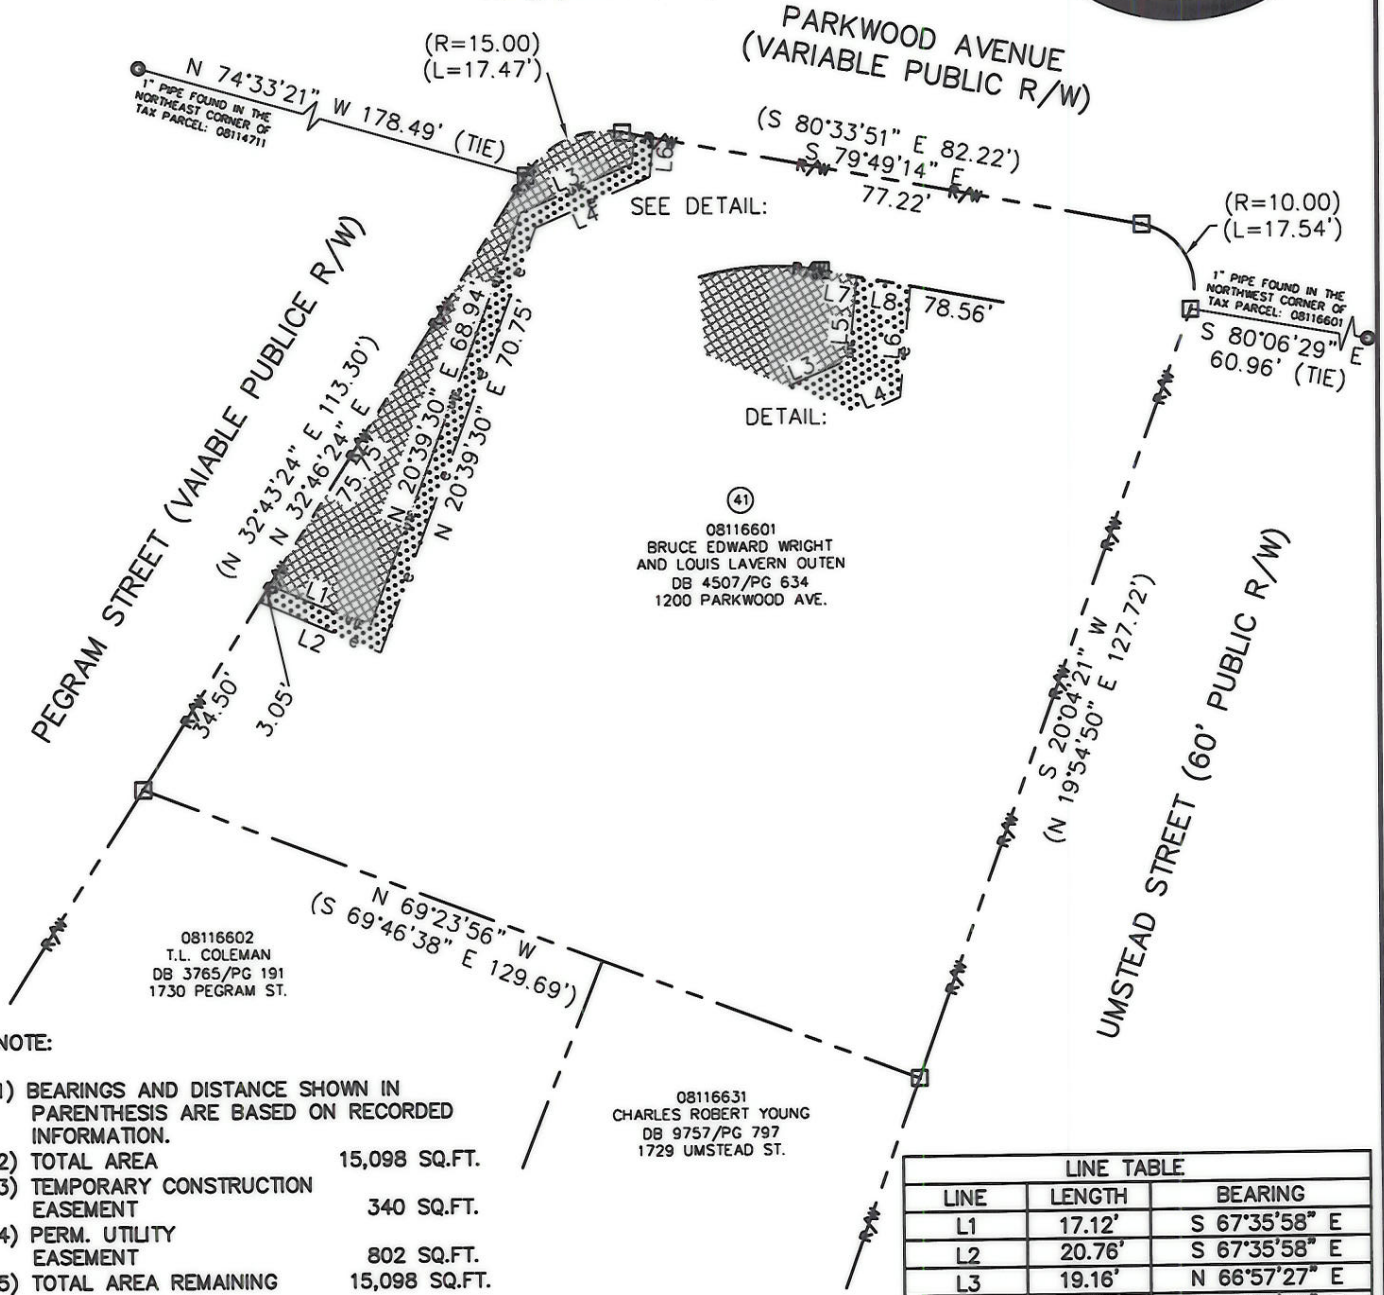 PARKWOOD AVENUE
(VARIABLE PUBLIC R/W)
(R=15.00)
(L=17.47')
N 74°33'21" W 178.49' (TIE)
1" PIPE FOUND IN THE
NORTHEAST CORNER OF
TAX PARCEL: 08114711
(S 80°33'51" E 82.22')
S 79°49'14" E
77.22'
R/W
R/W
R/W
L6
L3
L4
SEE DETAIL:
(R=10.00)
(L=17.54')
1" PIPE FOUND IN THE
NORTHWEST CORNER OF
TAX PARCEL: 08116601
S 80°06'29" E
60.96' (TIE)
R/W
L7
L8
78.56'
L5
L6
L3
L4
DETAIL:
PEGRAM STREET (VAIABLE PUBLICE R/W)
(N 32°43'24" E 113.30')
N 32°46'24" E
75.75'
N 20°39'30" E 68.94'
N 20°39'30" E 70.75'
R/W
R/W
R/W
e
e
e
e
e
L1
L2
34.50'
3.05'
R/W
R/W
41
08116601
BRUCE EDWARD WRIGHT
AND LOUIS LAVERN OUTEN
DB 4507/PG 634
1200 PARKWOOD AVE.
R/W
R/W
R/W
R/W
R/W
R/W
S 20°04'21" W
(N 19°54'50" E 127.72')
UMSTEAD STREET (60' PUBLIC R/W)
N 69°23'56" W
(S 69°46'38" E 129.69')
08116602
T.L. COLEMAN
DB 3765/PG 191
1730 PEGRAM ST.
08116631
CHARLES ROBERT YOUNG
DB 9757/PG 797
1729 UMSTEAD ST.
NOTE:
1) BEARINGS AND DISTANCE SHOWN IN
PARENTHESIS ARE BASED ON RECORDED
INFORMATION.
2) TOTAL AREA 15,098 SQ.FT.
3) TEMPORARY CONSTRUCTION
EASEMENT 340 SQ.FT.
4) PERM. UTILITY
EASEMENT 802 SQ.FT.
5) TOTAL AREA REMAINING 15,098 SQ.FT.
LINE TABLE
LINE LENGTH BEARING
L1 17.12' S 67°35'58" E
L2 20.76' S 67°35'58" E
L3 19.16' N 66°57'27" E